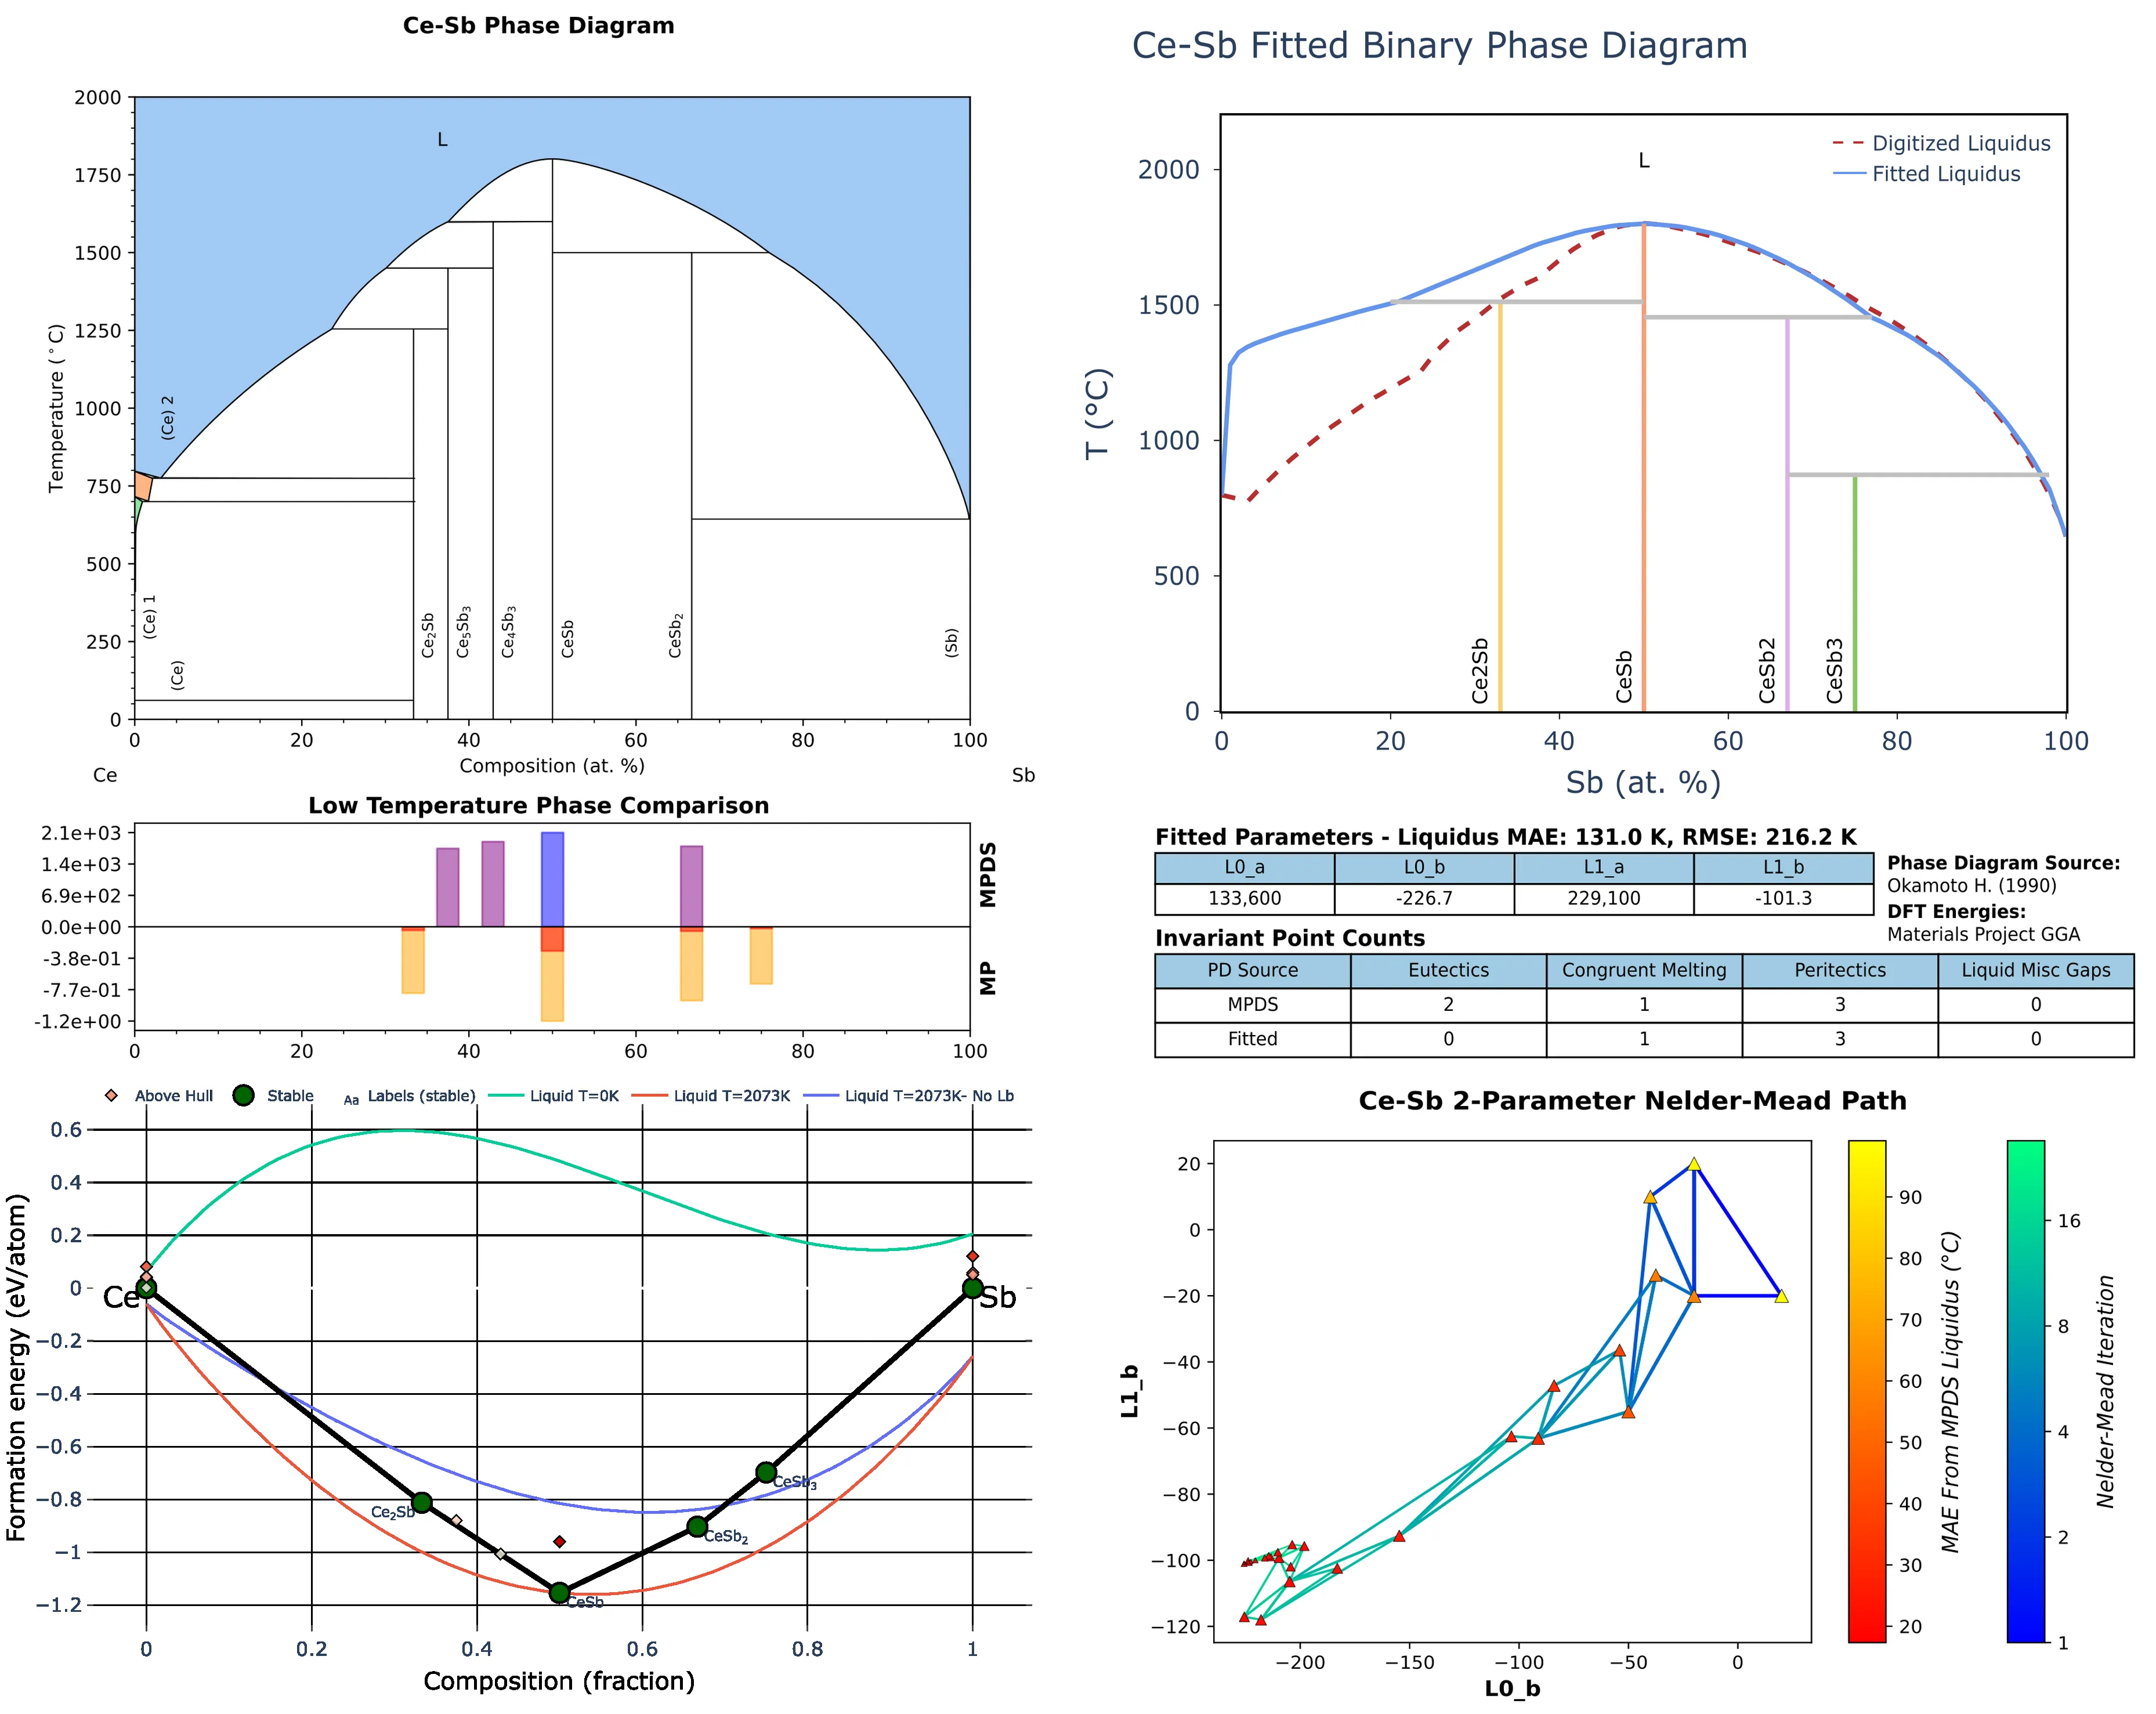 Ce-Sb Phase Diagram
2000
1750
1500
1250
1000
750
500
250
0
Temperature (°C)
L
(Ce) 2
(Ce) 1
(Ce)
Ce2Sb
Ce5Sb3
Ce4Sb3
CeSb
CeSb2
(Sb)
0 20 40 60 80 100
Composition (at. %)
Ce Sb
Low Temperature Phase Comparison
2.1e+03
1.4e+03
6.9e+02
0.0e+00
-3.8e-01
-7.7e-01
-1.2e+00
MPDS
MP
0 20 40 60 80 100
Above Hull Stable Aa Labels (stable) Liquid T=0K Liquid T=2073K Liquid T=2073K- No Lb
0.6
0.4
0.2
0
−0.2
−0.4
−0.6
−0.8
−1
−1.2
Formation energy (eV/atom)
Ce
Sb
Ce2Sb
CeSb
CeSb2
CeSb3
0 0.2 0.4 0.6 0.8 1
Composition (fraction)
Ce-Sb Fitted Binary Phase Diagram
Digitized Liquidus
Fitted Liquidus
L
2000
1500
1000
500
0
T (°C)
Ce2Sb
CeSb
CeSb2
CeSb3
0 20 40 60 80 100
Sb (at. %)
Fitted Parameters - Liquidus MAE: 131.0 K, RMSE: 216.2 K
L0_a L0_b L1_a L1_b
133,600 -226.7 229,100 -101.3
Phase Diagram Source:
Okamoto H. (1990)
DFT Energies:
Materials Project GGA
Invariant Point Counts
PD Source Eutectics Congruent Melting Peritectics Liquid Misc Gaps
MPDS 2 1 3 0
Fitted 0 1 3 0
Ce-Sb 2-Parameter Nelder-Mead Path
20
0
−20
−40
−60
−80
−100
−120
L1_b
−200 −150 −100 −50 0
L0_b
90
80
70
60
50
40
30
20
MAE From MPDS Liquidus (°C)
16
8
4
2
1
Nelder-Mead Iteration